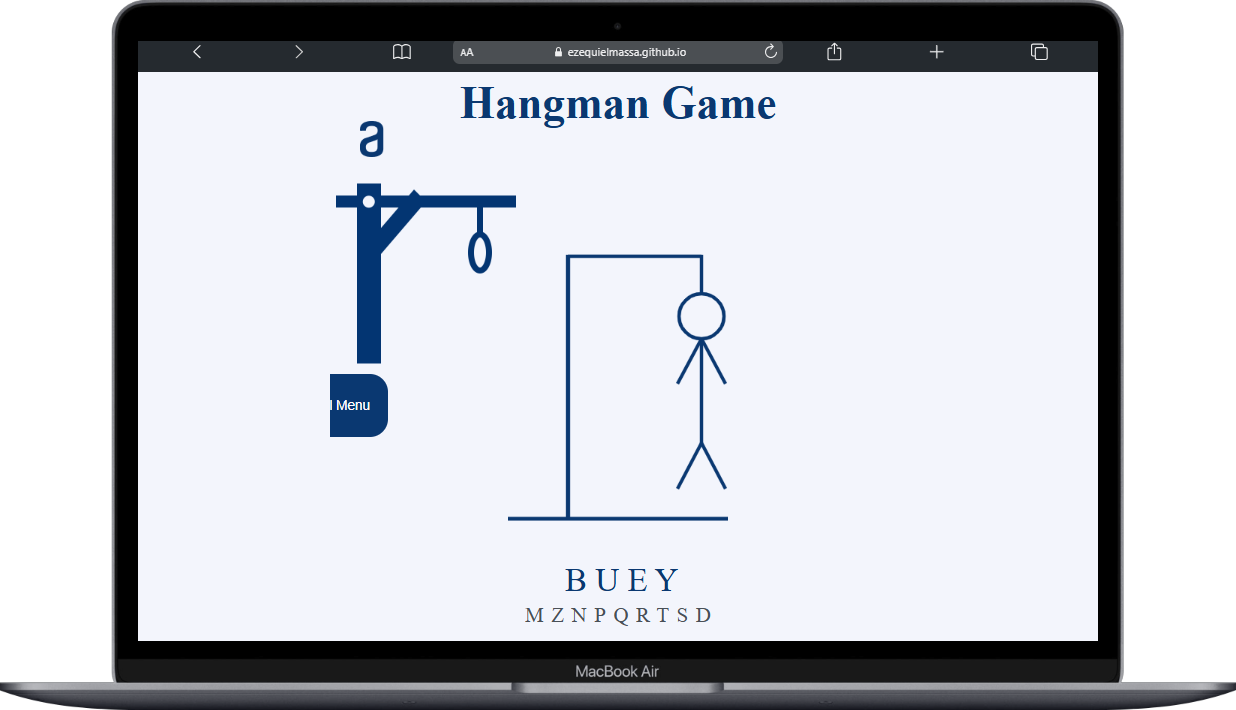 AA ezequielmassa.github.io
Hangman Game
a
l Menu
B U E Y
M Z N P Q R T S D
MacBook Air